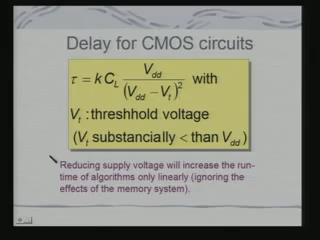 Delay for CMOS circuits
τ = k C_L V_dd / (V_dd − V_t)² with
V_t : threshhold voltage
(V_t substancially < than V_dd)
Reducing supply voltage will increase the run-
time of algorithms only linearly (ignoring the
effects of the memory system).